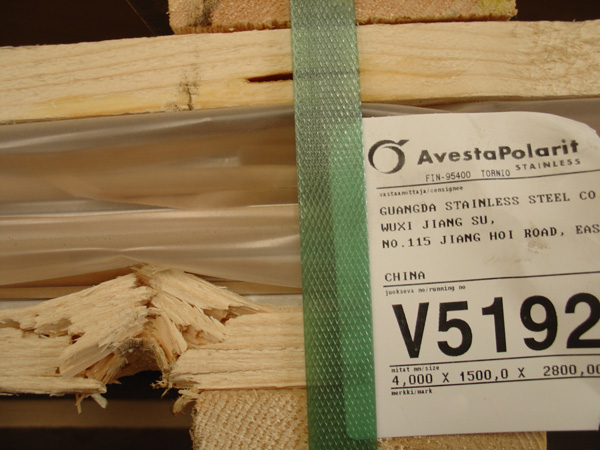 AvestaPolarit
STAINLESS
FIN-95400 TORNIO
vastaanottaja/consignee
GUANGDA STAINLESS STEEL CO
WUXI JIANG SU,
NO.115 JIANG HOI ROAD, EAS
CHINA
juokseva no/running no
V5192
mitat mm/size
4,000 X 1500,0 X 2800,00
merkki/mark